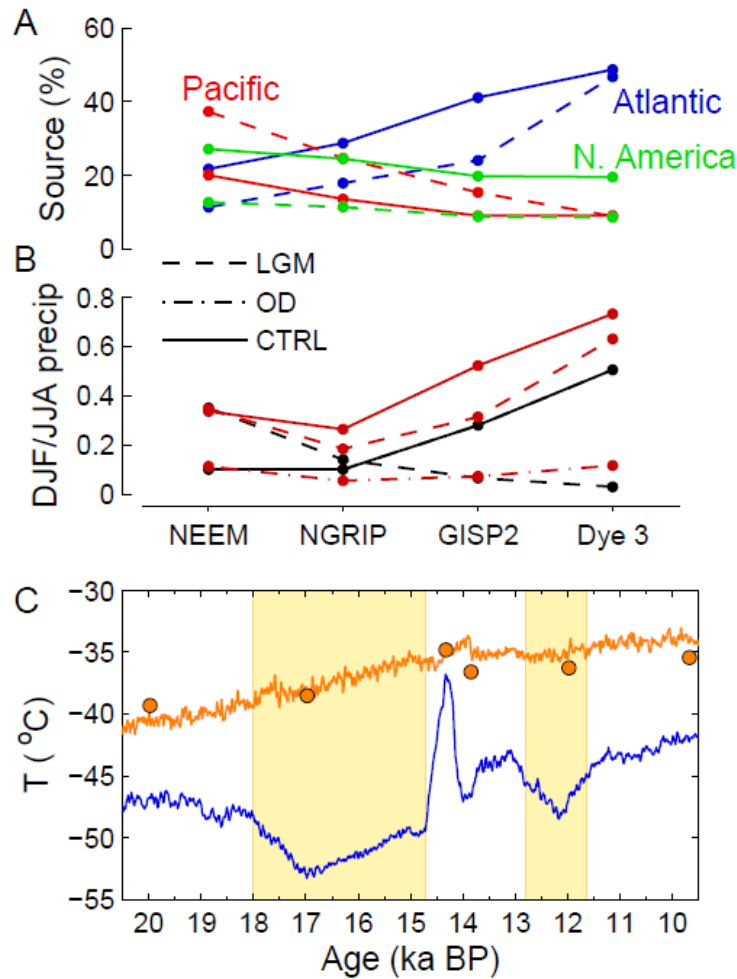 A
60
40
20
0
Source (%)
Pacific
Atlantic
N. America
B
LGM
OD
CTRL
0.8
0.6
0.4
0.2
0
DJF/JJA precip
NEEM NGRIP GISP2 Dye 3
C
−30
−35
−40
−45
−50
−55
T ( °C)
20 19 18 17 16 15 14 13 12 11 10
Age (ka BP)